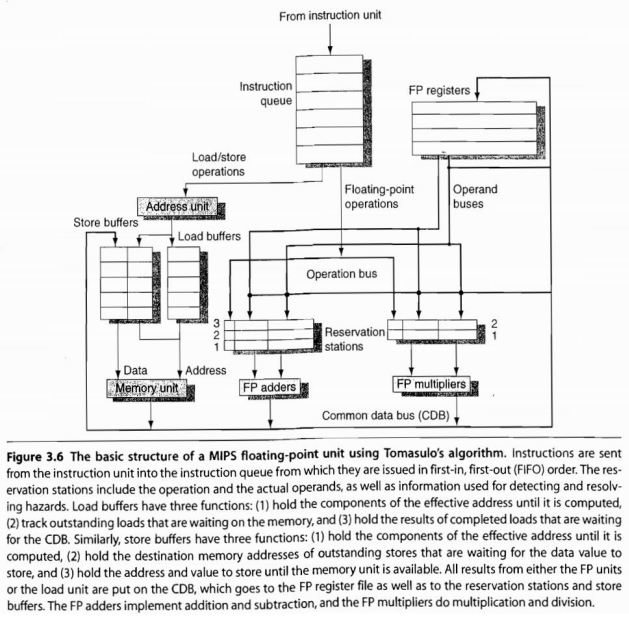 From instruction unit
Instruction
queue
FP registers
Load/store
operations
Floating-point
operations
Operand
buses
Address unit
Store buffers
Load buffers
Operation bus
3
2
1
Reservation
stations
2
1
Data
Address
Memory unit
FP adders
FP multipliers
Common data bus (CDB)
Figure 3.6 The basic structure of a MIPS floating-point unit using Tomasulo's algorithm. Instructions are sent
from the instruction unit into the instruction queue from which they are issued in first-in, first-out (FIFO) order. The res-
ervation stations include the operation and the actual operands, as well as information used for detecting and resolv-
ing hazards. Load buffers have three functions: (1) hold the components of the effective address until it is computed,
(2) track outstanding loads that are waiting on the memory, and (3) hold the results of completed loads that are waiting
for the CDB. Similarly, store buffers have three functions: (1) hold the components of the effective address until it is
computed, (2) hold the destination memory addresses of outstanding stores that are waiting for the data value to
store, and (3) hold the address and value to store until the memory unit is available. All results from either the FP units
or the load unit are put on the CDB, which goes to the FP register file as well as to the reservation stations and store
buffers. The FP adders implement addition and subtraction, and the FP multipliers do multiplication and division.